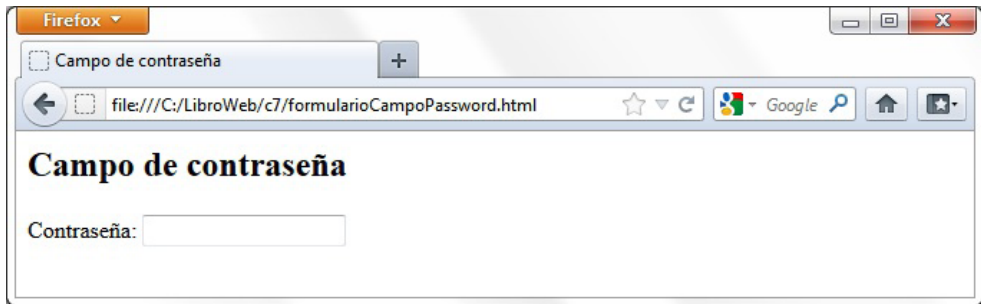 Firefox
Campo de contraseña
file:///C:/LibroWeb/c7/formularioCampoPassword.html Google
Campo de contraseña
Contraseña: